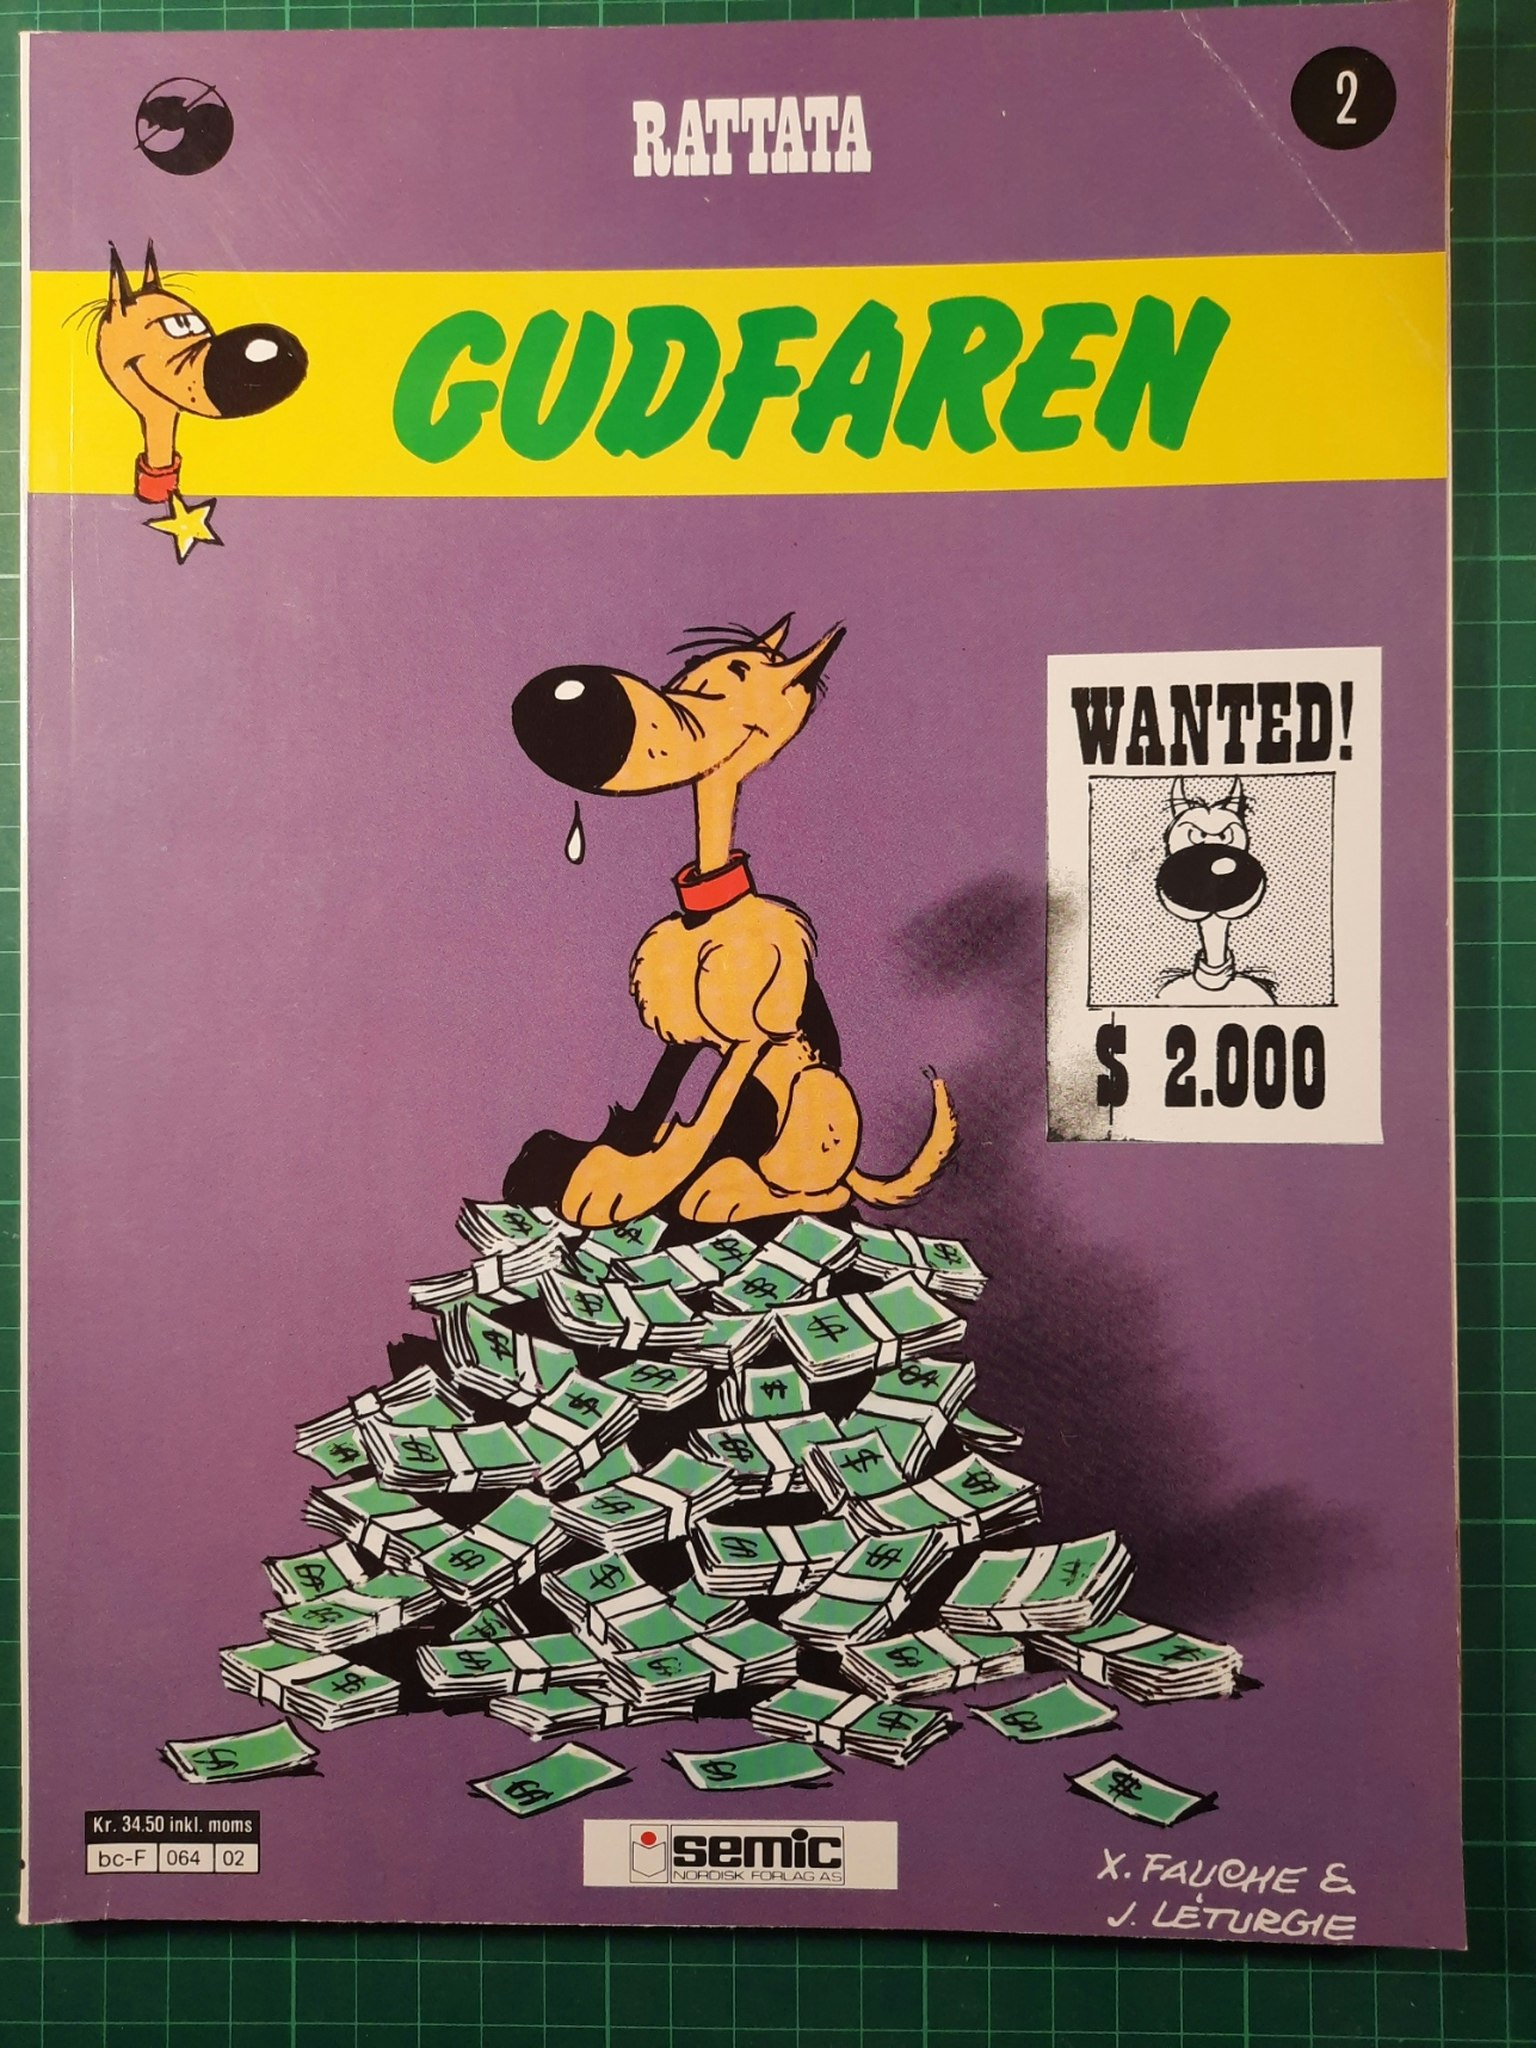 RATTATA
2
GUDFAREN
WANTED!
$ 2.000
Kr. 34.50 inkl. moms
bc-F 064 02
semic
NORDISK FORLAG AS
X. FAUCHE &
J. LÉTURGIE